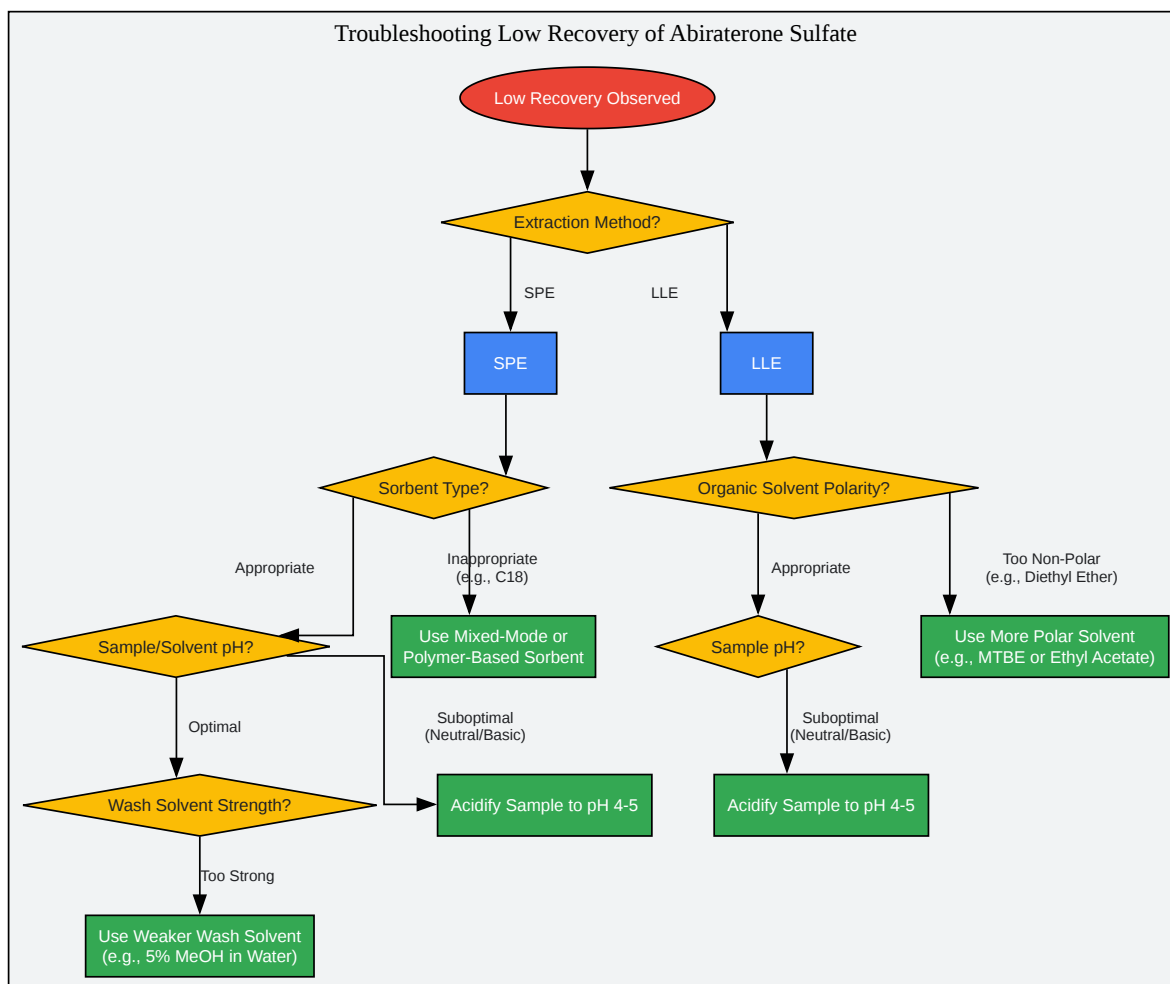 Troubleshooting Low Recovery of Abiraterone Sulfate
Low Recovery Observed
Extraction Method?
SPE
LLE
SPE
LLE
Sorbent Type?
Organic Solvent Polarity?
Appropriate
Inappropriate
(e.g., C18)
Appropriate
Too Non-Polar
(e.g., Diethyl Ether)
Sample/Solvent pH?
Use Mixed-Mode or
Polymer-Based Sorbent
Sample pH?
Use More Polar Solvent
(e.g., MTBE or Ethyl Acetate)
Optimal
Suboptimal
(Neutral/Basic)
Suboptimal
(Neutral/Basic)
Wash Solvent Strength?
Acidify Sample to pH 4-5
Acidify Sample to pH 4-5
Too Strong
Use Weaker Wash Solvent
(e.g., 5% MeOH in Water)